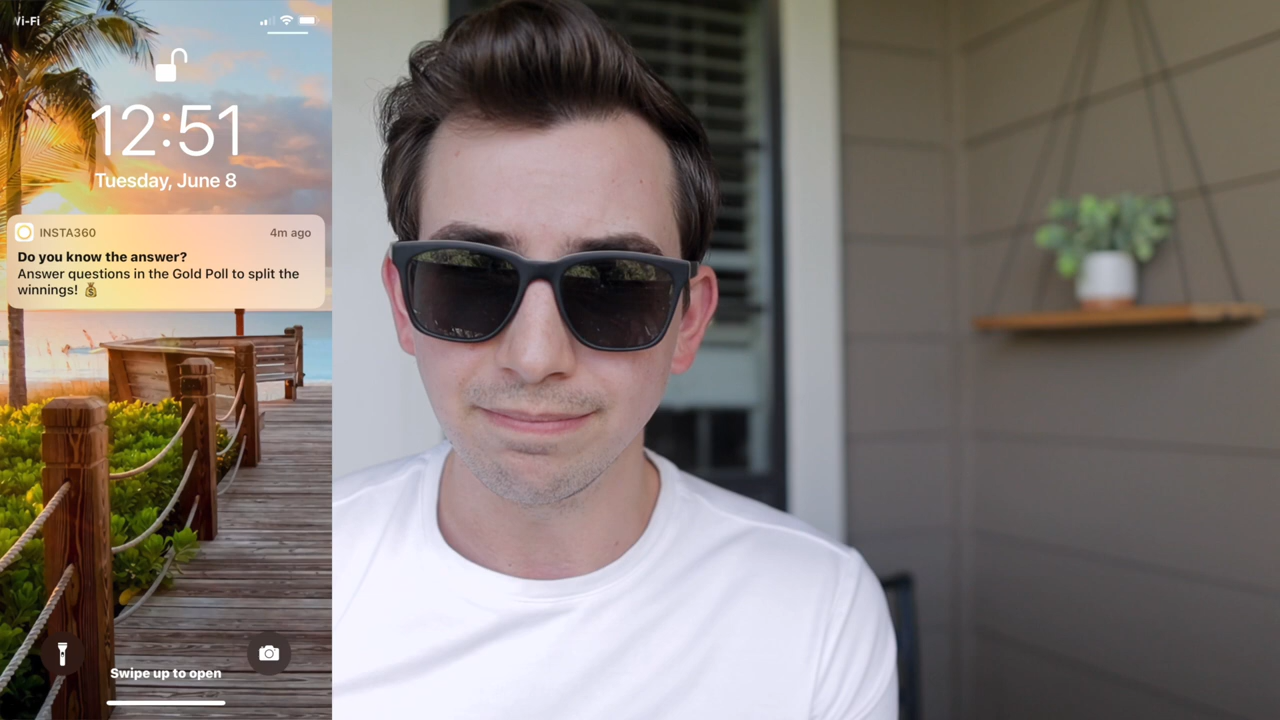 Wi-Fi
12:51
Tuesday, June 8
INSTA360 4m ago
Do you know the answer?
Answer questions in the Gold Poll to split the
winnings! 💰
Swipe up to open